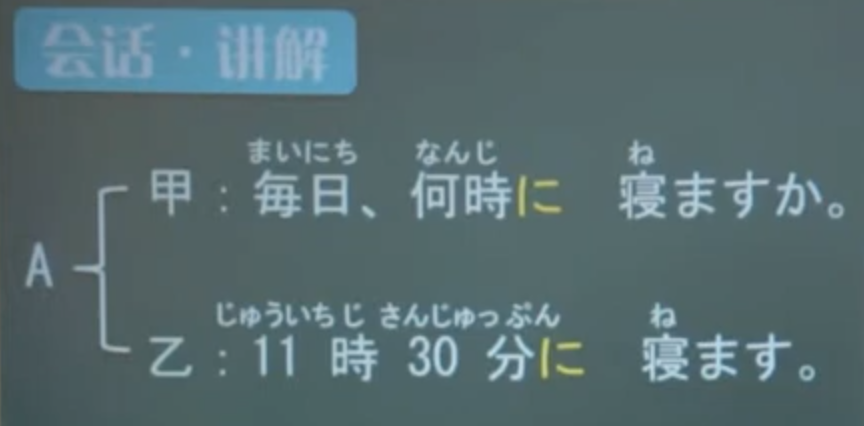 会话·讲解
まいにち なんじ ね
甲：毎日、何時に 寝ますか。
A
じゅういちじ さんじゅっぷん ね
乙：11 時 30 分に 寝ます。